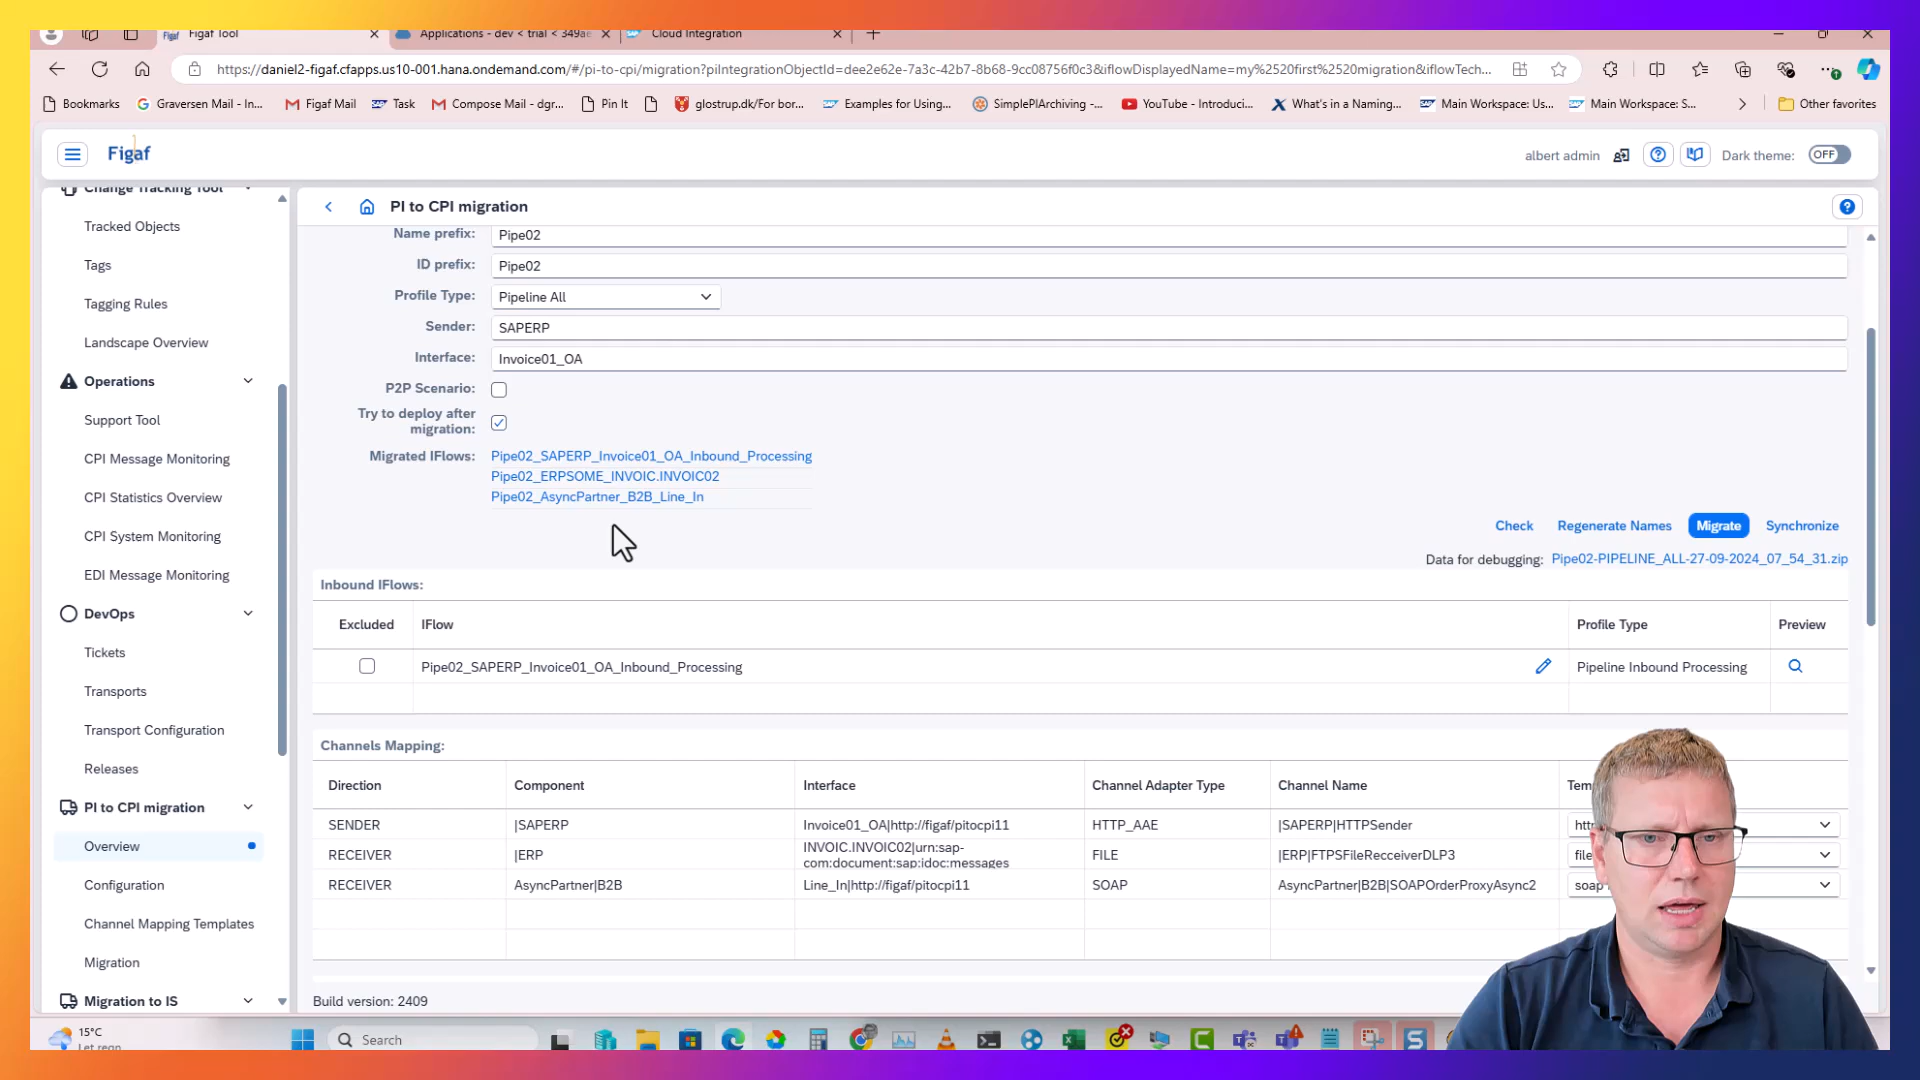 Figaf Tool
Applications - dev < trial < 349ae
Cloud Integration
https://daniel2-figaf.cfapps.us10-001.hana.ondemand.com/#/pi-to-cpi/migration?piIntegrationObjectId=dee2e62e-7a3c-42b7-8b68-9cc08756f0c3&iflowDisplayedName=my%2520first%2520migration&iflowTech...
Bookmarks
Graversen Mail - In...
Figaf Mail
Task
Compose Mail - dgr...
Pin It
glostrup.dk/For bor...
Examples for Using...
SimplePIArchiving -...
YouTube - Introduci...
What's in a Naming...
Main Workspace: Us...
Main Workspace: S...
Other favorites
Figaf
albert admin
Dark theme:
OFF
Change Tracking Tool
Tracked Objects
Tags
Tagging Rules
Landscape Overview
Operations
Support Tool
CPI Message Monitoring
CPI Statistics Overview
CPI System Monitoring
EDI Message Monitoring
DevOps
Tickets
Transports
Transport Configuration
Releases
PI to CPI migration
Overview
Configuration
Channel Mapping Templates
Migration
Migration to IS
PI to CPI migration
Name prefix: Pipe02
ID prefix: Pipe02
Profile Type: Pipeline All
Sender: SAPERP
Interface: Invoice01_OA
P2P Scenario:
Try to deploy after
migration:
Migrated IFlows: Pipe02_SAPERP_Invoice01_OA_Inbound_Processing
Pipe02_ERPSOME_INVOIC.INVOIC02
Pipe02_AsyncPartner_B2B_Line_In
Check Regenerate Names Migrate Synchronize
Data for debugging: Pipe02-PIPELINE_ALL-27-09-2024_07_54_31.zip
Inbound IFlows:
Excluded IFlow Profile Type Preview
Pipe02_SAPERP_Invoice01_OA_Inbound_Processing Pipeline Inbound Processing
Channels Mapping:
Direction Component Interface Channel Adapter Type Channel Name
SENDER |SAPERP Invoice01_OA|http://figaf/pitocpi11 HTTP_AAE |SAPERP|HTTPSender
RECEIVER |ERP INVOIC.INVOIC02|urn:sap-
com:document:sap:idoc:messages FILE |ERP|FTPSFileRecceiverDLP3
RECEIVER AsyncPartner|B2B Line_In|http://figaf/pitocpi11 SOAP AsyncPartner|B2B|SOAPOrderProxyAsync2 soap
Build version: 2409
15°C
Search